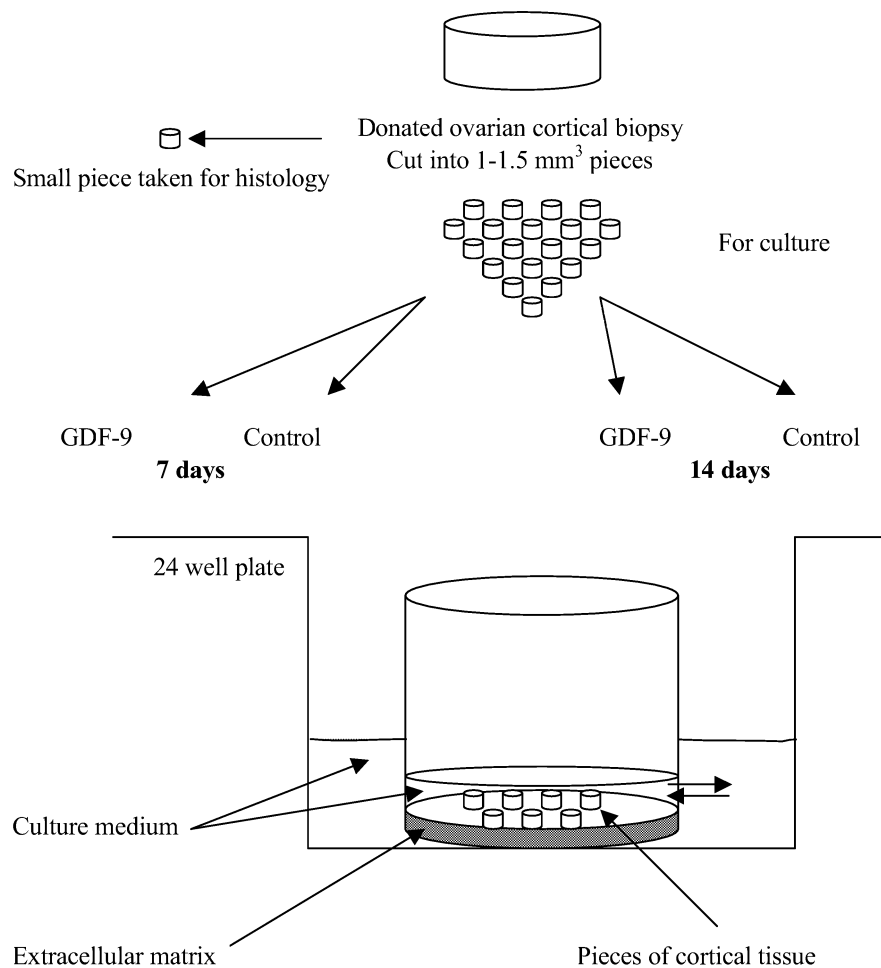 Donated ovarian cortical biopsy
Cut into 1-1.5 mm³ pieces
Small piece taken for histology
For culture
GDF-9
Control
7 days
GDF-9
Control
14 days
24 well plate
Culture medium
Extracellular matrix
Pieces of cortical tissue